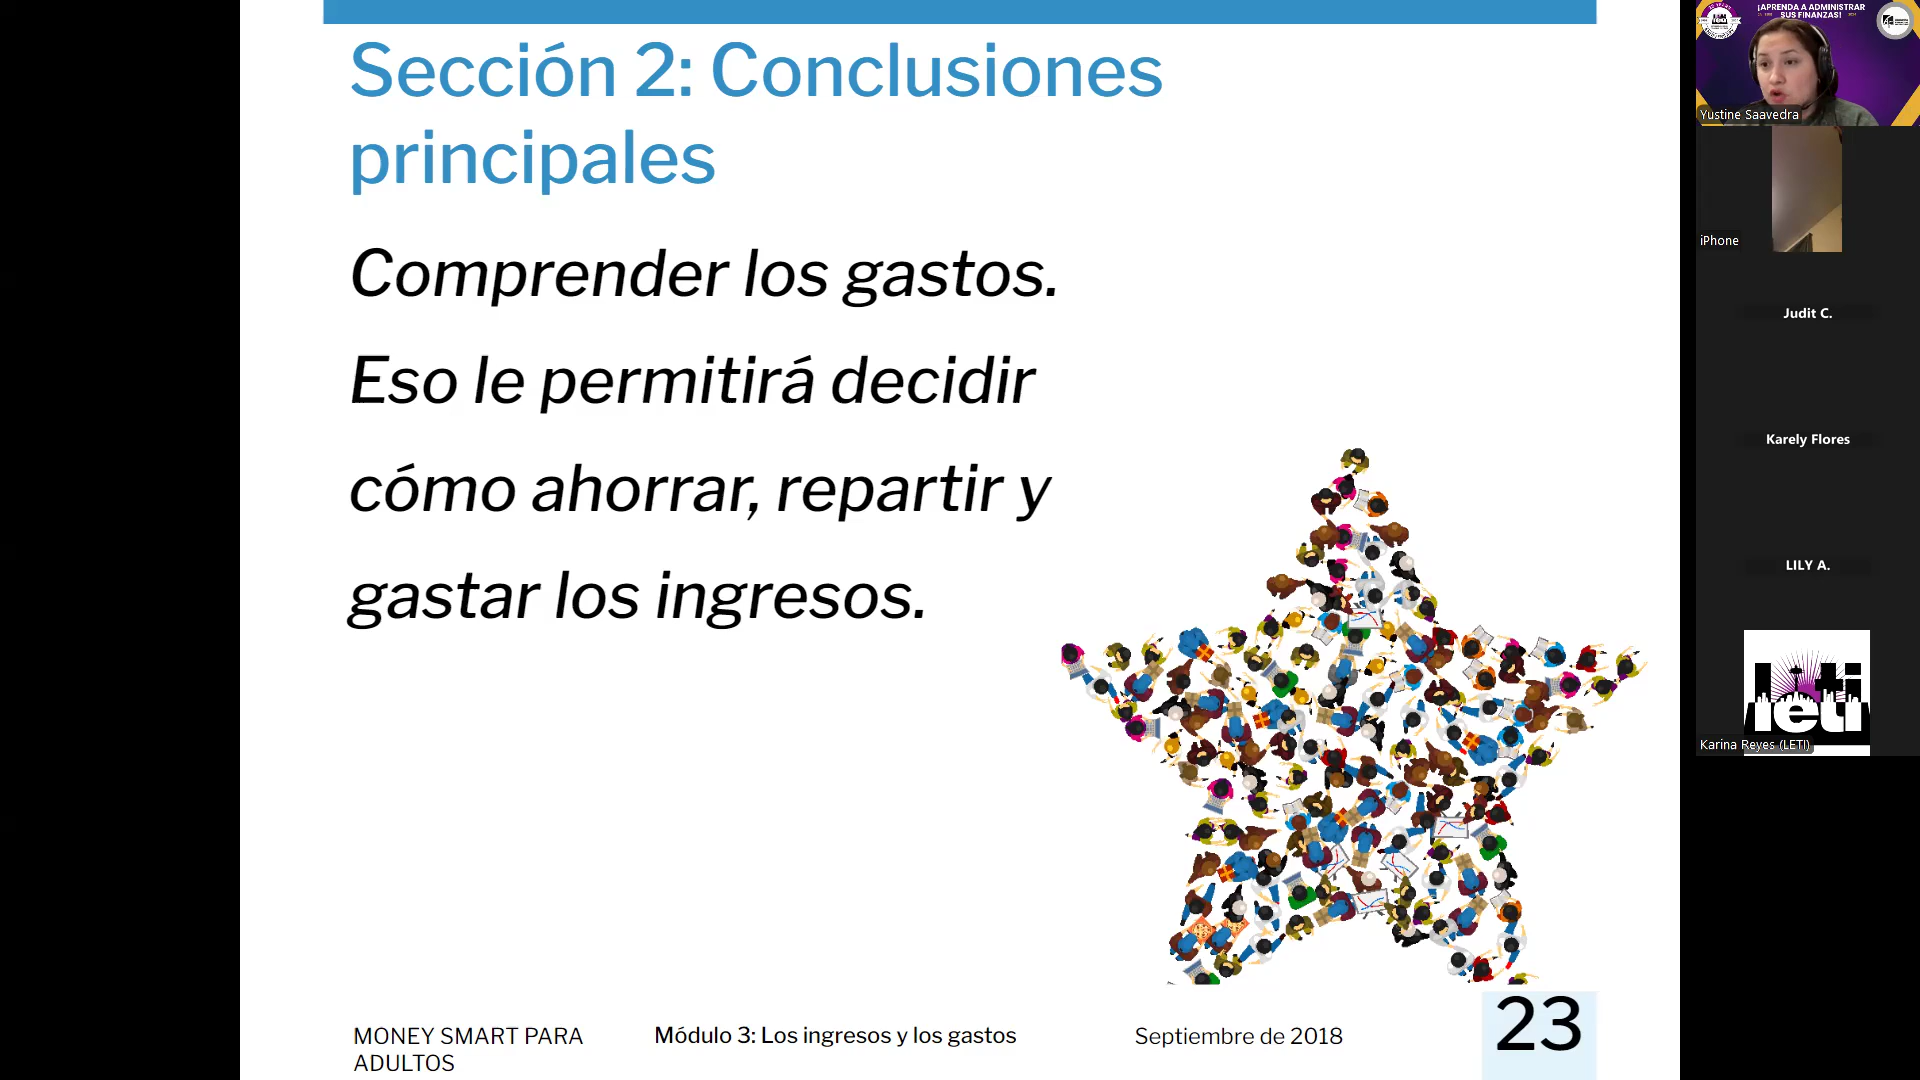 Sección 2: Conclusiones
principales
Comprender los gastos.
Eso le permitirá decidir
cómo ahorrar, repartir y
gastar los ingresos.
MONEY SMART PARA
ADULTOS
Módulo 3: Los ingresos y los gastos
Septiembre de 2018
23
¡APRENDA A ADMINISTRAR
SUS FINANZAS!
Yustine Saavedra
iPhone
Judit C.
Karely Flores
LILY A.
leti
Karina Reyes (LETI)